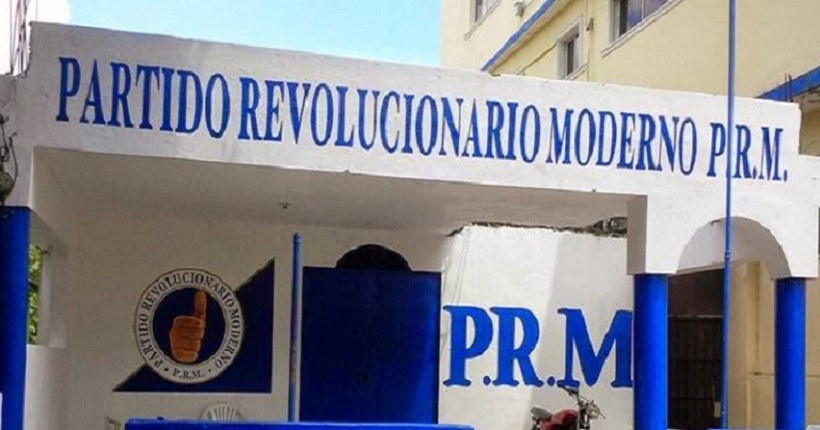 PARTIDO REVOLUCIONARIO MODERNO P.R.M.
PARTIDO REVOLUCIONARIO MODERNO
P.R.M.
P.R.M